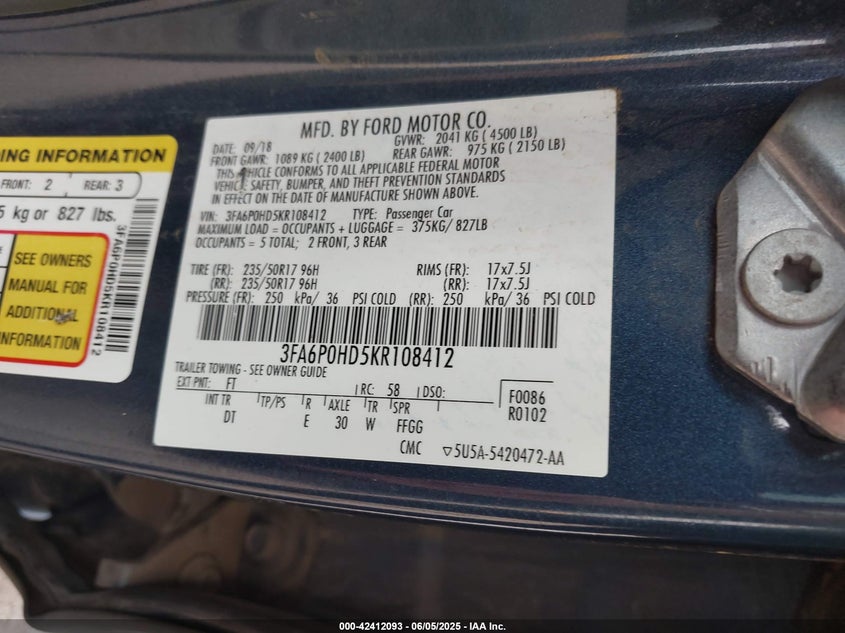 MFD. BY FORD MOTOR CO.
DATE: 09/18 GVWR: 2041 KG ( 4500 LB)
FRONT GAWR: 1089 KG ( 2400 LB) REAR GAWR: 975 KG ( 2150 LB)
THIS VEHICLE CONFORMS TO ALL APPLICABLE FEDERAL MOTOR
VEHICLE SAFETY, BUMPER, AND THEFT PREVENTION STANDARDS
IN EFFECT ON THE DATE OF MANUFACTURE SHOWN ABOVE.
VIN: 3FA6P0HD5KR108412 TYPE: Passenger Car
MAXIMUM LOAD = OCCUPANTS + LUGGAGE = 375KG/ 827LB
OCCUPANTS = 5 TOTAL; 2 FRONT, 3 REAR
TIRE (FR): 235/50R17 96H RIMS (FR): 17x7.5J
(RR): 235/50R17 96H (RR): 17x7.5J
PRESSURE (FR): 250 kPa/ 36 PSI COLD (RR): 250 kPa/ 36 PSI COLD
3FA6P0HD5KR108412
TRAILER TOWING - SEE OWNER GUIDE
EXT PNT: FT RC: 58 DSO: F0086
R0102
INT TR TP/PS R AXLE TR SPR
DT E 30 W FFGG
CMC ▽5U5A-5420472-AA
ING INFORMATION
FRONT: 2 REAR: 3
5 kg or 827 lbs.
SEE OWNERS
MANUAL FOR
ADDITIONAL
INFORMATION
3FA6P0HD5KR108412
000-42412093 - 06/05/2025 - IAA Inc.